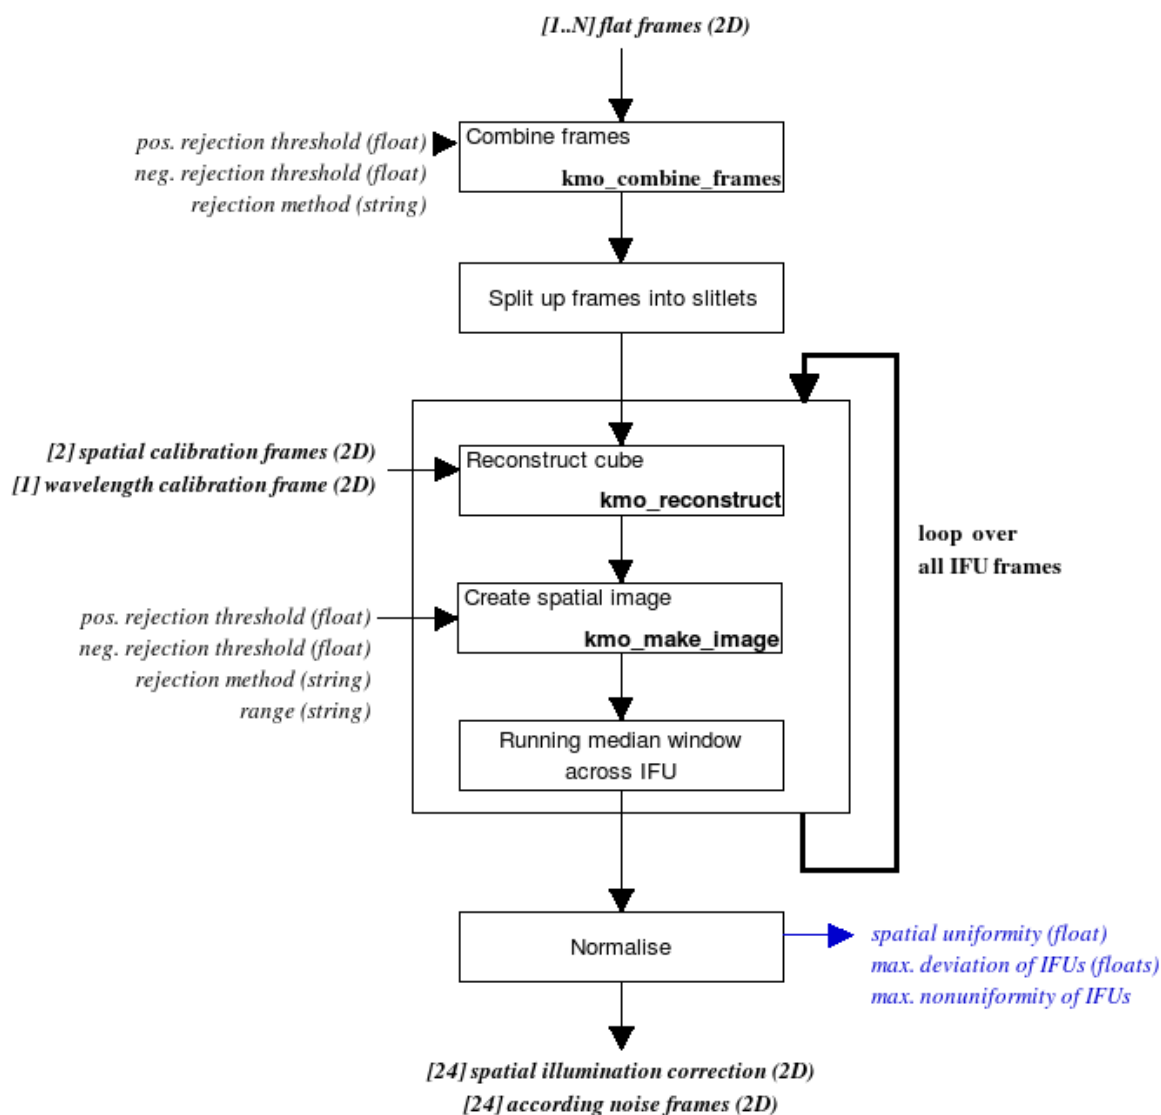 [1..N] flat frames (2D)
pos. rejection threshold (float)
neg. rejection threshold (float)
rejection method (string)
Combine frames
kmo_combine_frames
Split up frames into slitlets
[2] spatial calibration frames (2D)
[1] wavelength calibration frame (2D)
Reconstruct cube
kmo_reconstruct
loop over
all IFU frames
pos. rejection threshold (float)
neg. rejection threshold (float)
rejection method (string)
range (string)
Create spatial image
kmo_make_image
Running median window
across IFU
Normalise
spatial uniformity (float)
max. deviation of IFUs (floats)
max. nonuniformity of IFUs
[24] spatial illumination correction (2D)
[24] according noise frames (2D)